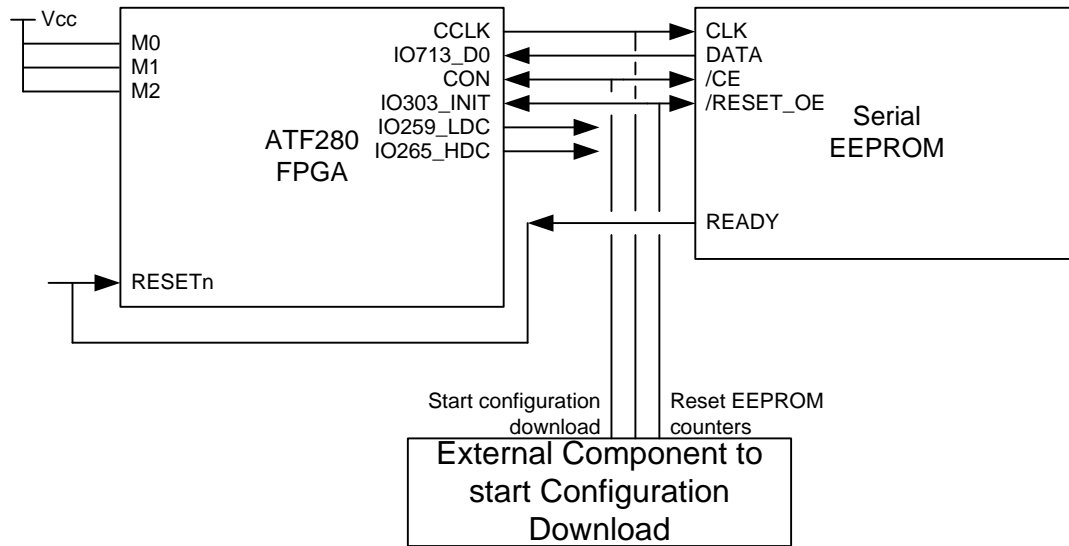 Vcc
M0
M1
M2
ATF280
FPGA
RESETn
CCLK
IO713_D0
CON
IO303_INIT
IO259_LDC
IO265_HDC
CLK
DATA
/CE
/RESET_OE
Serial
EEPROM
READY
Start configuration
download
Reset EEPROM
counters
External Component to
start Configuration
Download